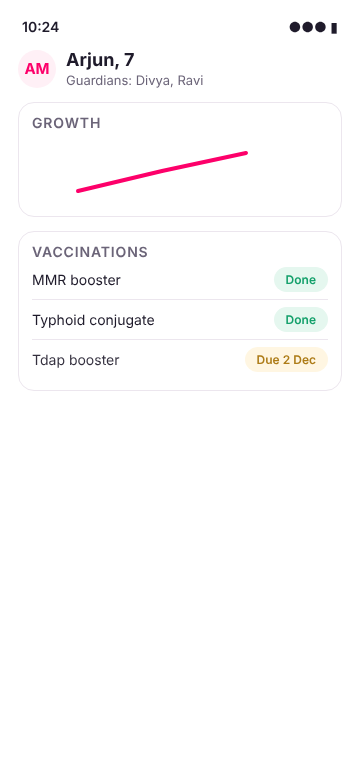 10:24
AM
Arjun, 7
Guardians: Divya, Ravi
GROWTH
VACCINATIONS
MMR booster
Done
Typhoid conjugate
Done
Tdap booster
Due 2 Dec